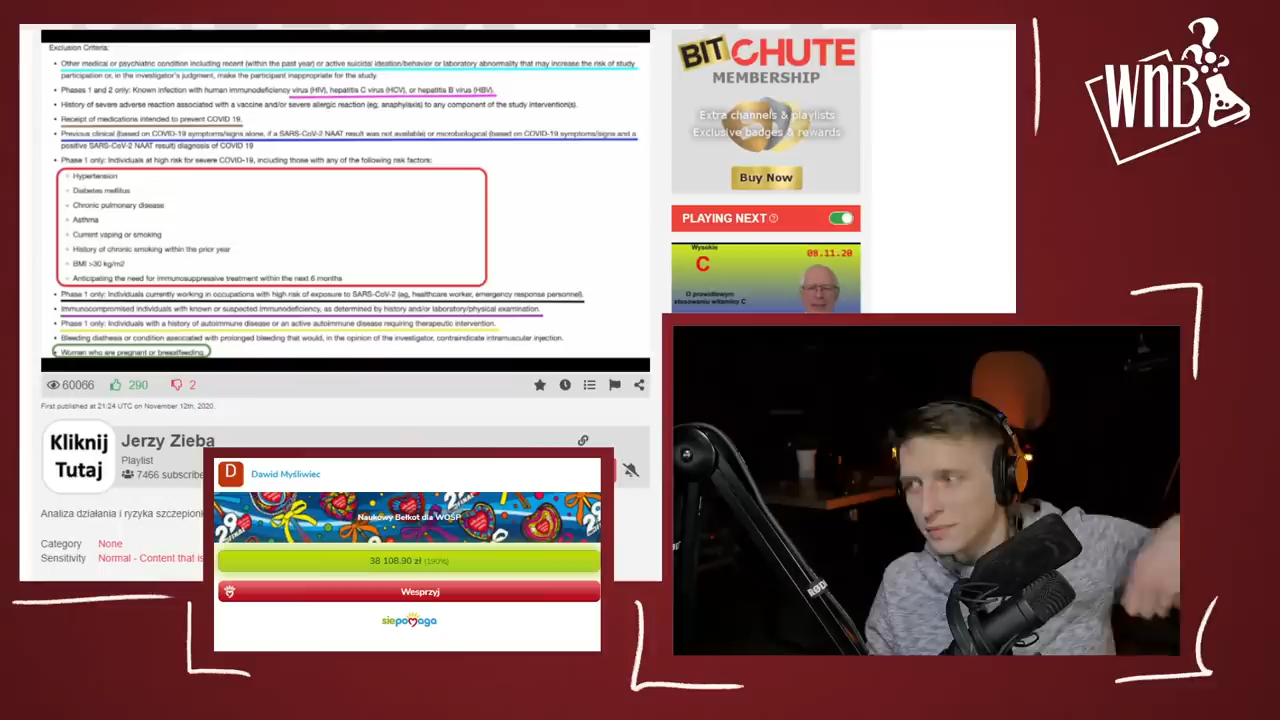 Exclusion Criteria:
• Other medical or psychiatric condition including recent (within the past year) or active suicidal ideation/behavior or laboratory abnormality that may increase the risk of study
participation or, in the investigator's judgment, make the participant inappropriate for the study.
• Phases 1 and 2 only: Known infection with human immunodeficiency virus (HIV), hepatitis C virus (HCV), or hepatitis B virus (HBV).
• History of severe adverse reaction associated with a vaccine and/or severe allergic reaction (eg, anaphylaxis) to any component of the study intervention(s).
• Receipt of medications intended to prevent COVID 19.
• Previous clinical (based on COVID-19 symptoms/signs alone, if a SARS-CoV-2 NAAT result was not available) or microbiological (based on COVID-19 symptoms/signs and a
positive SARS-CoV-2 NAAT result) diagnosis of COVID 19
• Phase 1 only: Individuals at high risk for severe COVID-19, including those with any of the following risk factors:
Hypertension
Diabetes mellitus
Chronic pulmonary disease
Asthma
Current vaping or smoking
History of chronic smoking within the prior year
BMI >30 kg/m2
Anticipating the need for immunosuppressive treatment within the next 6 months
• Phase 1 only: Individuals currently working in occupations with high risk of exposure to SARS-CoV-2 (eg, healthcare worker, emergency response personnel).
• Immunocompromised individuals with known or suspected immunodeficiency, as determined by history and/or laboratory/physical examination.
• Phase 1 only: Individuals with a history of autoimmune disease or an active autoimmune disease requiring therapeutic intervention.
• Bleeding diathesis or condition associated with prolonged bleeding that would, in the opinion of the investigator, contraindicate intramuscular injection.
• Women who are pregnant or breastfeeding.
60066 290 2
First published at 21:24 UTC on November 12th, 2020.
Kliknij
Tutaj
Jerzy Zieba
Playlist
7466 subscribe
Analiza działania i ryzyka szczepionk
Category None
Sensitivity Normal - Content that is
BITCHUTE
MEMBERSHIP
Extra channels & playlists
Exclusive badges & rewards
Buy Now
PLAYING NEXT
Wysokie
C
08.11.20
O prawidłowym
stosowaniu witaminy C
D
Dawid Myśliwiec
Naukowy Bełkot dla WOŚP
38 108.90 zł (190%)
Wesprzyj
siepomaga
WNB
?
RØDE